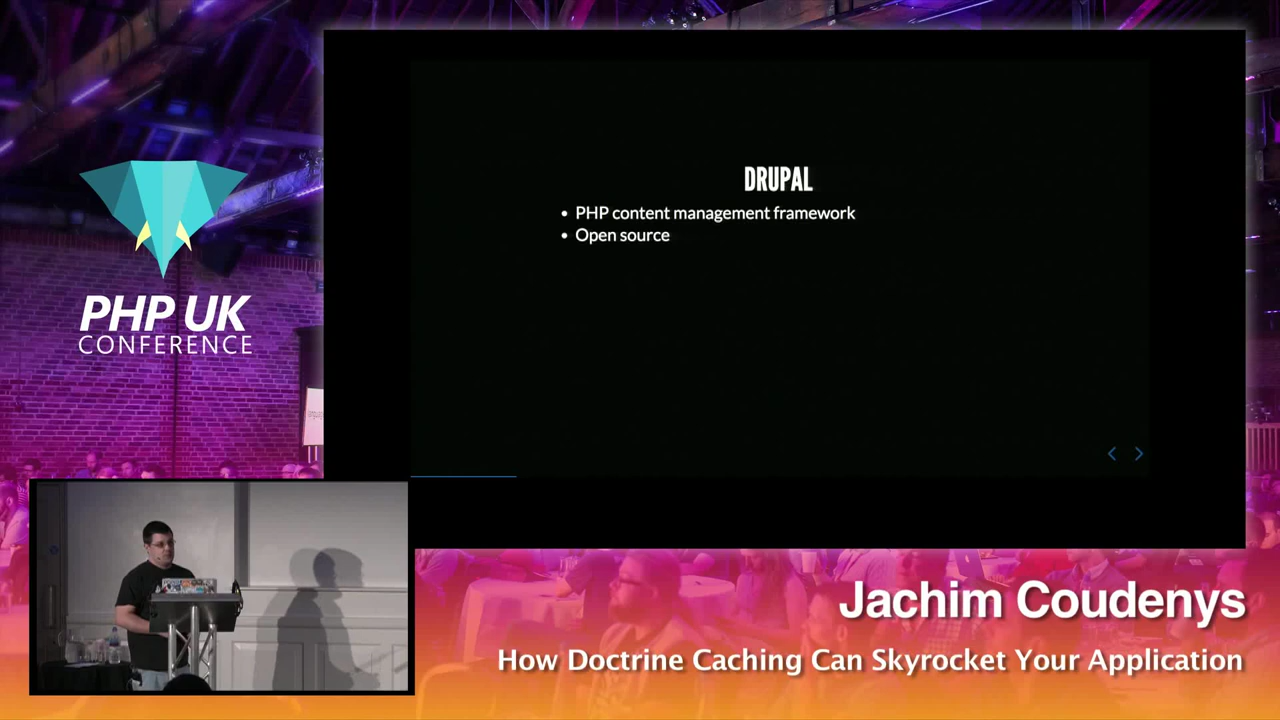 DRUPAL
• PHP content management framework
• Open source
PHP UK
CONFERENCE
Jachim Coudenys
How Doctrine Caching Can Skyrocket Your Application